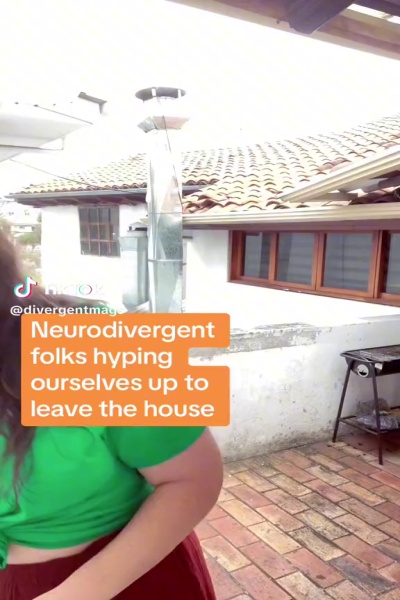 TikTok
@divergentmag
Neurodivergent
folks hyping
ourselves up to
leave the house